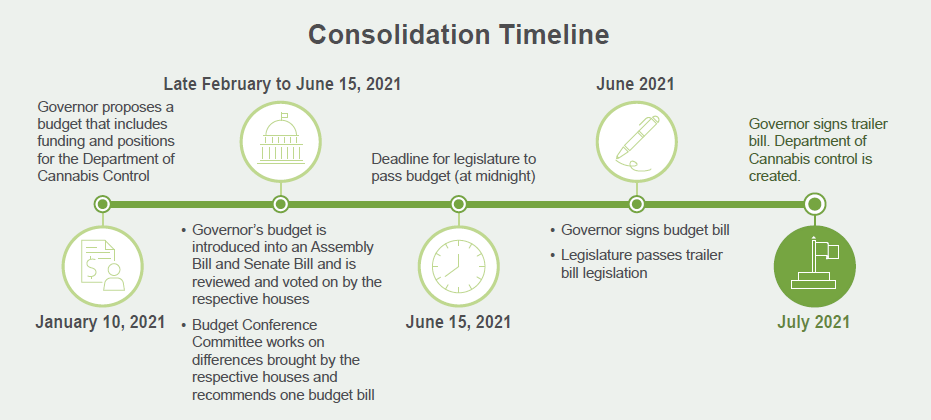 Consolidation Timeline
Governor proposes a
budget that includes
funding and positions
for the Department of
Cannabis Control
January 10, 2021
Late February to June 15, 2021
• Governor's budget is
introduced into an Assembly
Bill and Senate Bill and is
reviewed and voted on by the
respective houses
• Budget Conference
Committee works on
differences brought by the
respective houses and
recommends one budget bill
Deadline for legislature to
pass budget (at midnight)
June 15, 2021
June 2021
• Governor signs budget bill
• Legislature passes trailer
bill legislation
Governor signs trailer
bill. Department of
Cannabis control is
created.
July 2021